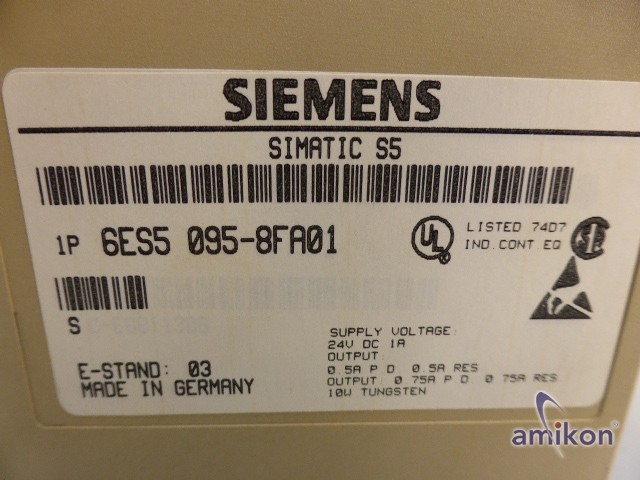 SIEMENS
SIMATIC S5
1P 6ES5 095-8FA01
UL
LISTED 74D7
IND.CONT.EQ
S
SUPPLY VOLTAGE:
24V DC 1A
OUTPUT:
0.5A P D 0.5A RES
OUTPUT: 0.75A P D 0.75A RES
10W TUNGSTEN
E-STAND: 03
MADE IN GERMANY
amikon